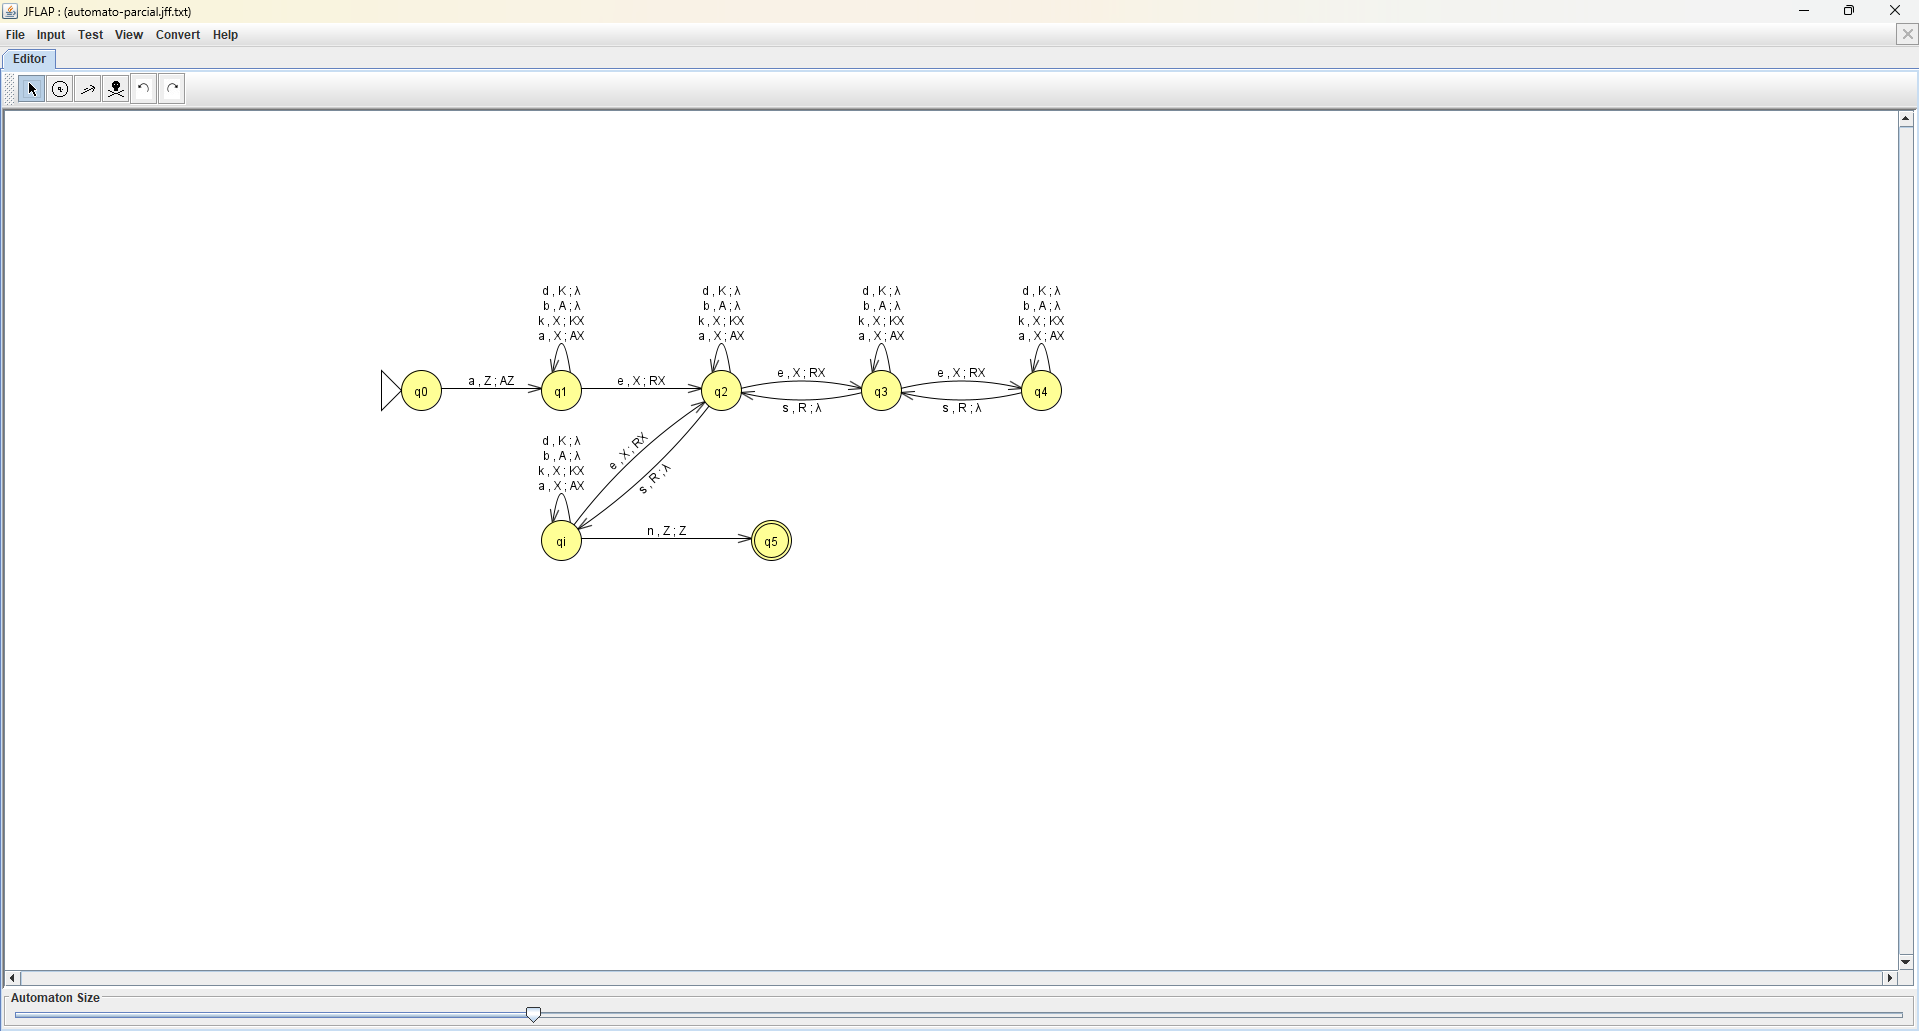 JFLAP : (automato-parcial.jff.txt)
File Input Test View Convert Help
Editor
d , K ; λ
b , A ; λ
k , X ; KX
a , X ; AX
d , K ; λ
b , A ; λ
k , X ; KX
a , X ; AX
d , K ; λ
b , A ; λ
k , X ; KX
a , X ; AX
d , K ; λ
b , A ; λ
k , X ; KX
a , X ; AX
q0
a , Z ; AZ
q1
e , X ; RX
q2
e , X ; RX
s , R ; λ
q3
e , X ; RX
s , R ; λ
q4
d , K ; λ
b , A ; λ
k , X ; KX
a , X ; AX
e , X ; RX
s , R ; λ
qi
n , Z ; Z
q5
Automaton Size